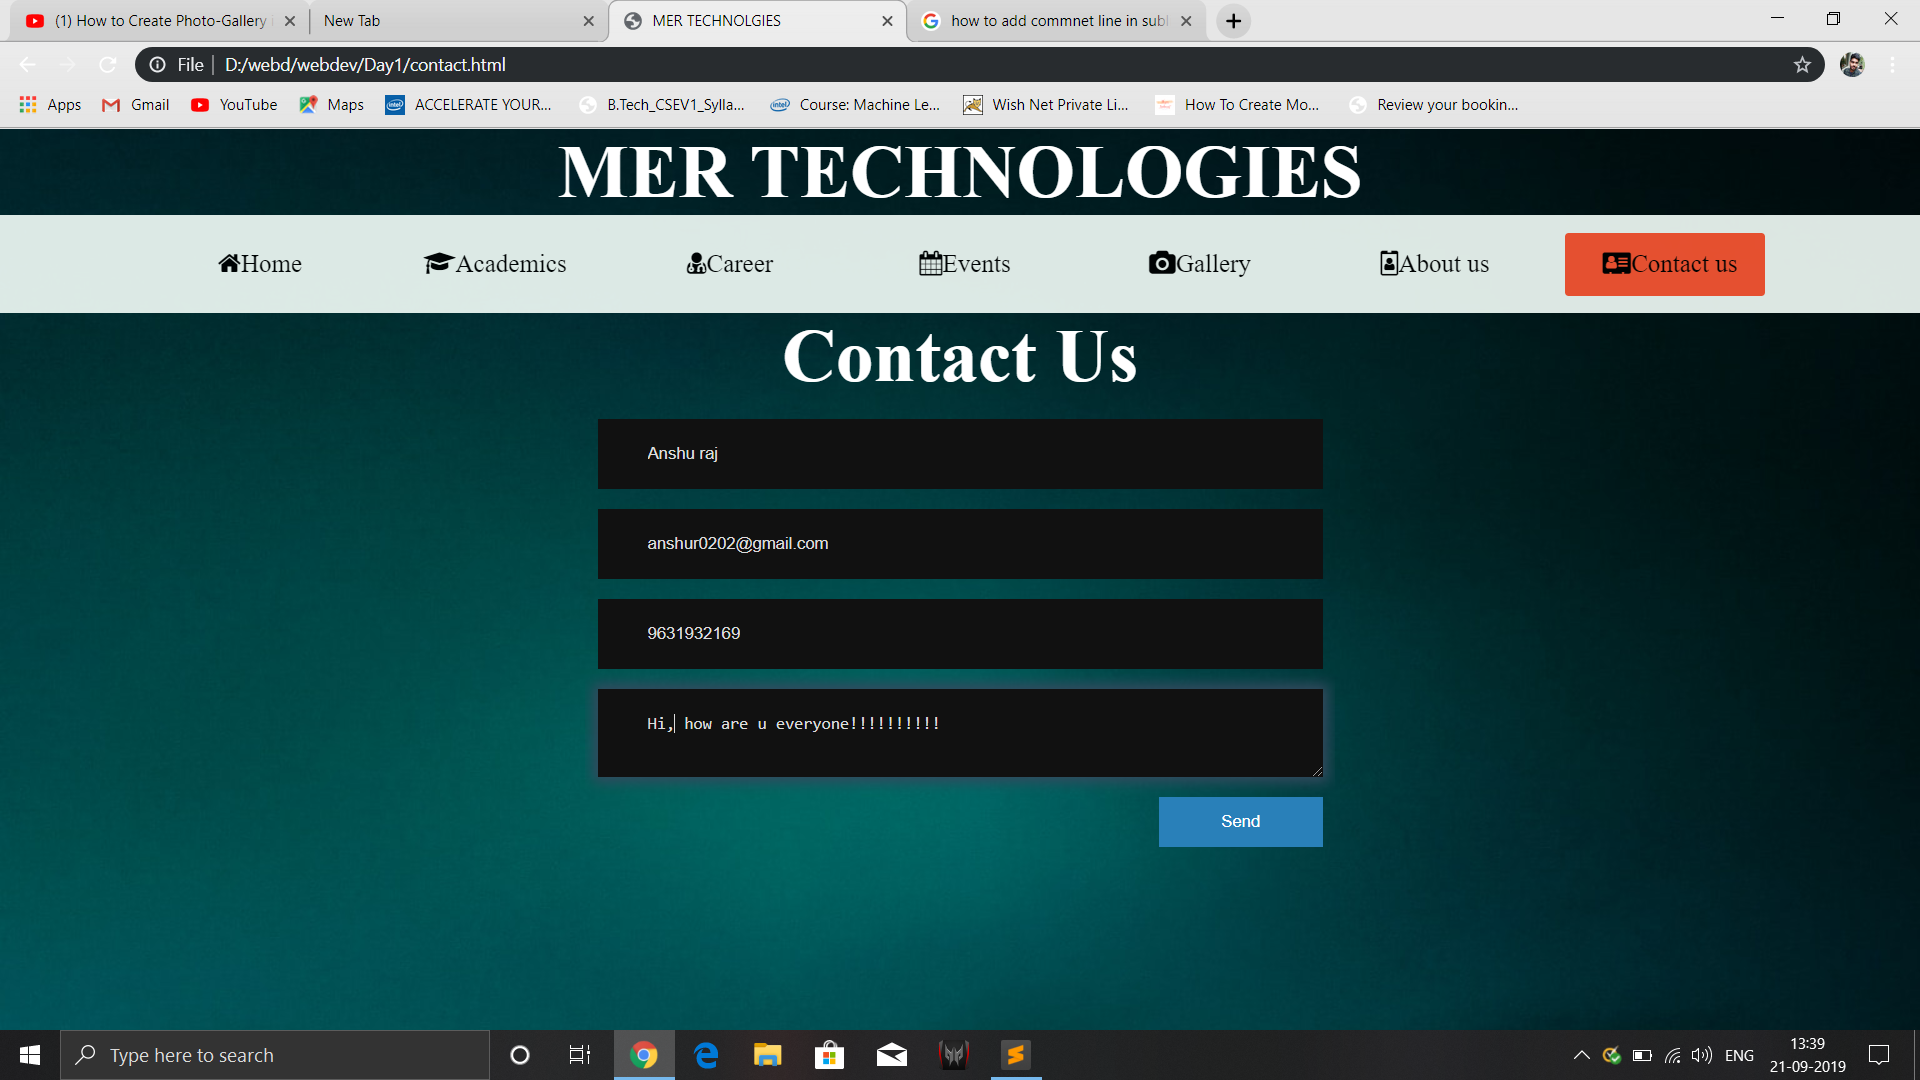 (1) How to Create Photo-Gallery
New Tab
MER TECHNOLGIES
how to add commnet line in subl
File
D:/webd/webdev/Day1/contact.html
Apps
Gmail
YouTube
Maps
ACCELERATE YOUR...
B.Tech_CSEV1_Sylla...
Course: Machine Le...
Wish Net Private Li...
How To Create Mo...
Review your bookin...
MER TECHNOLOGIES
Home
Academics
Career
Events
Gallery
About us
Contact us
Contact Us
Anshu raj
anshur0202@gmail.com
9631932169
Hi, how are u everyone!!!!!!!!!!
Send
Type here to search
ENG
13:39
21-09-2019